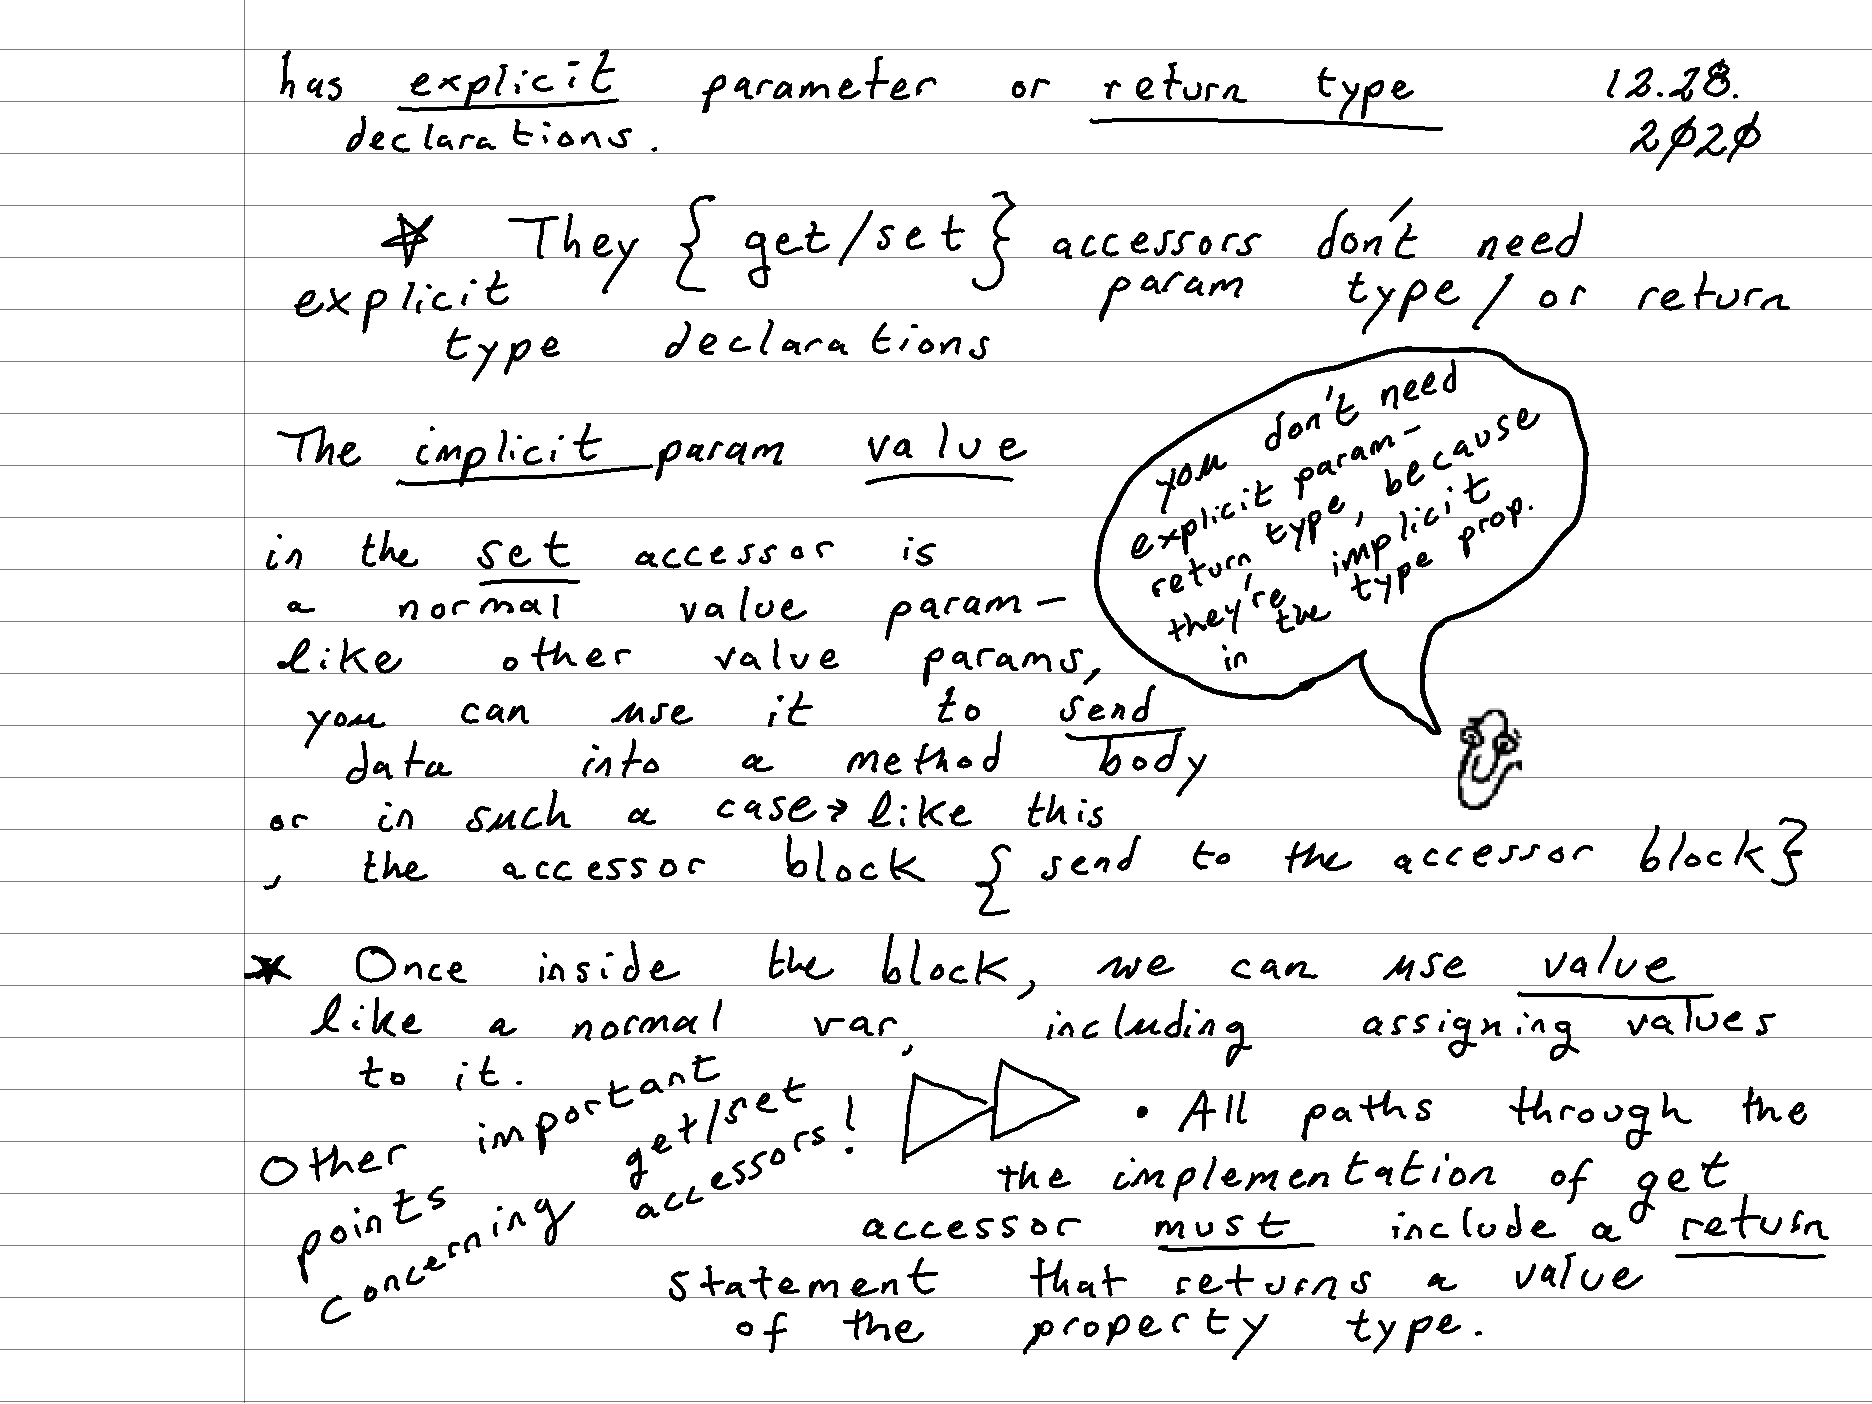 has explicit parameter or return type
declarations.
12.28.
2020
They {get/set} accessors don't need
explicit param type / or return
type declarations
The implicit param value
in the set accessor is
a normal value param-
like other value params,
you can use it to send
data into a method body
or in such a case → like this
, the accessor block {send to the accessor block}
you don't need
explicit param-
return type, because
they're implicit
in the type prop.
* Once inside the block, we can use value
like a normal var, including assigning values
to it.
Other important
points get/set
concerning accessors!
• All paths through the
the implementation of get
accessor must include a return
statement that returns a value
of the property type.